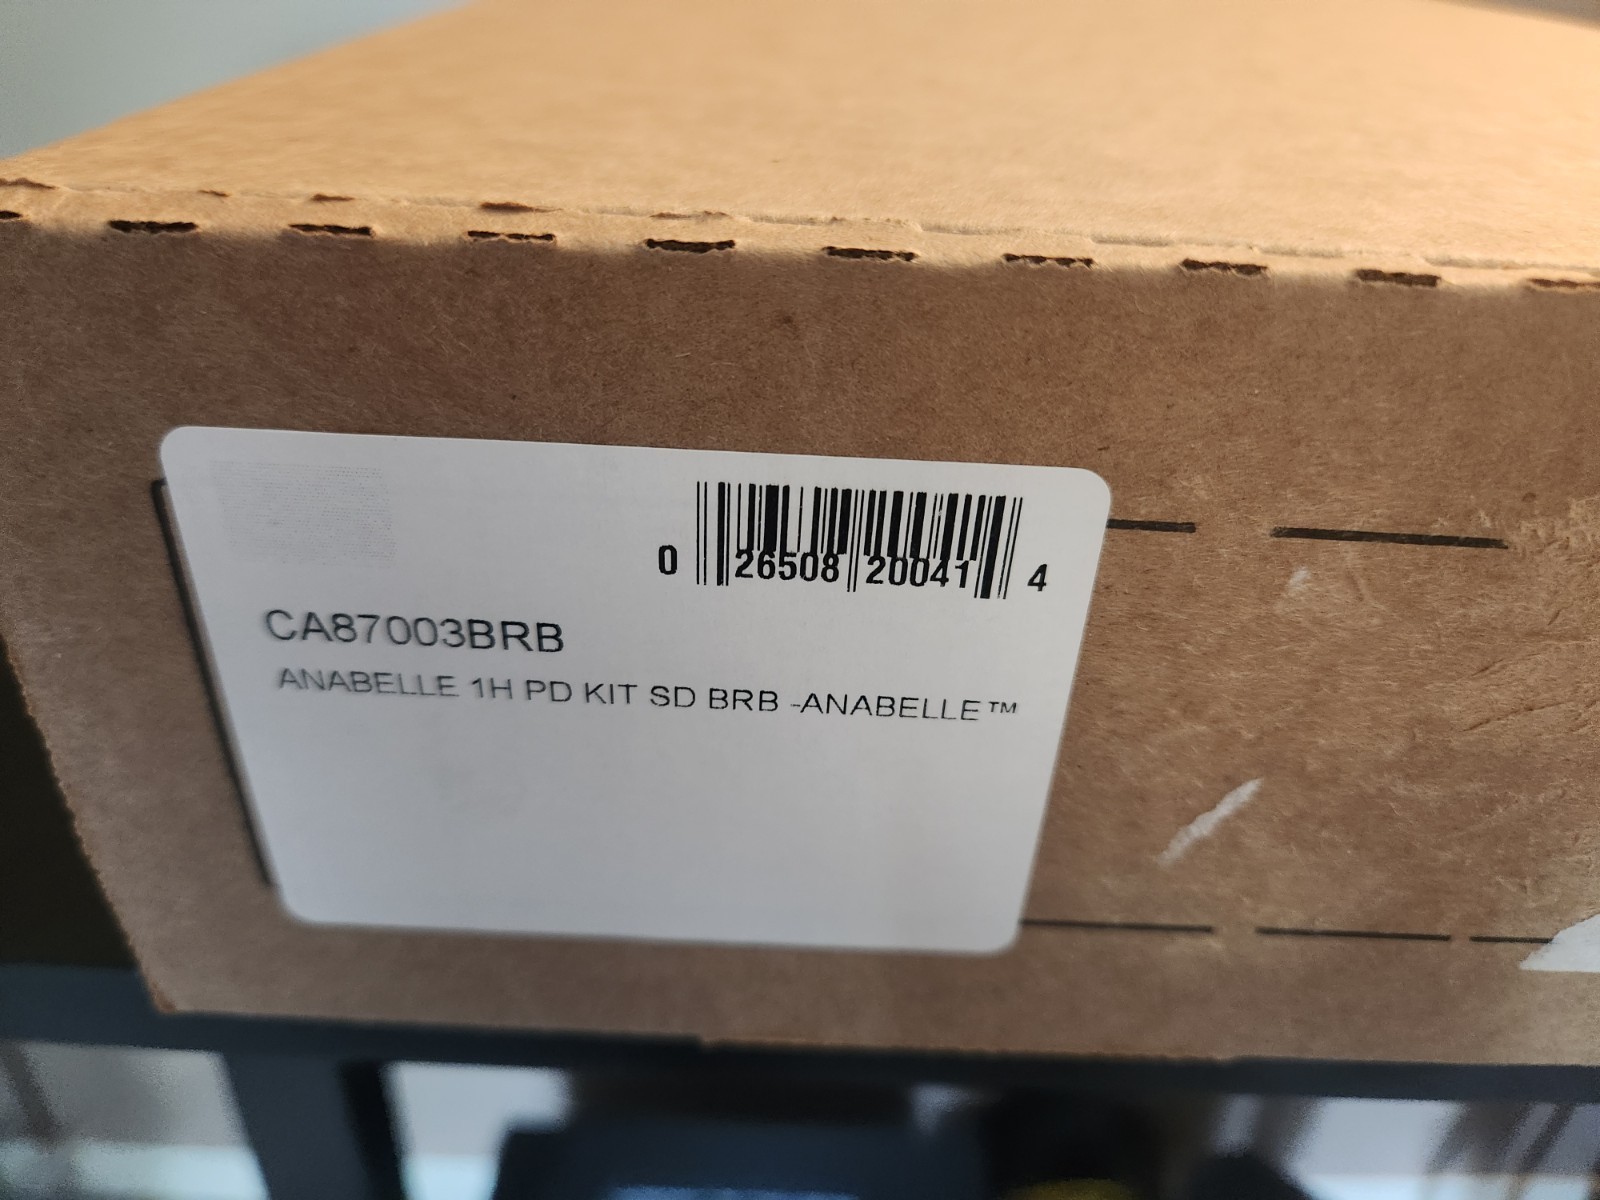 0 26508 20041 4
CA87003BRB
ANABELLE 1H PD KIT SD BRB -ANABELLE™